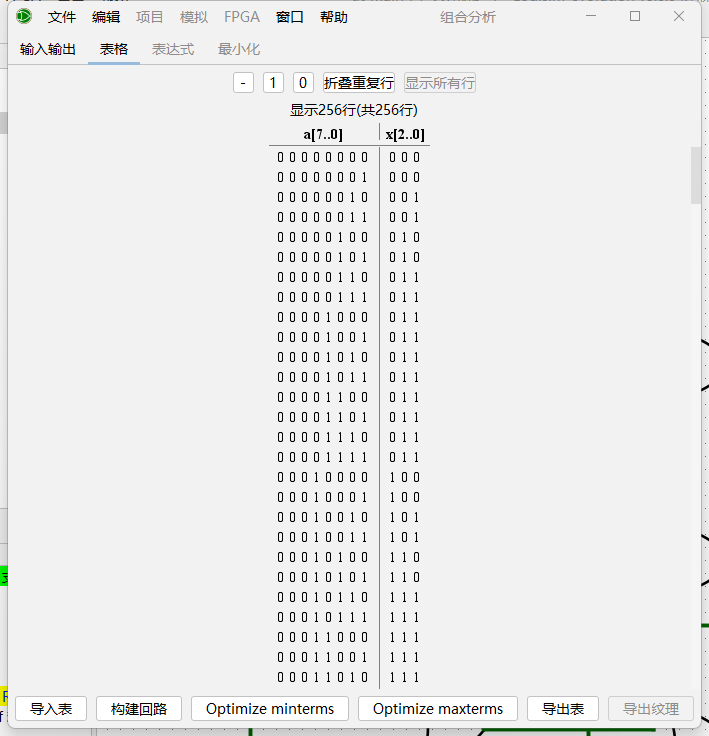 文件 编辑 项目 模拟 FPGA 窗口 帮助 组合分析
输入输出 表格 表达式 最小化
- 1 0 折叠重复行 显示所有行
显示256行(共256行)
a[7..0] x[2..0]
0 0 0 0 0 0 0 0 0 0 0
0 0 0 0 0 0 0 1 0 0 0
0 0 0 0 0 0 1 0 0 0 1
0 0 0 0 0 0 1 1 0 0 1
0 0 0 0 0 1 0 0 0 1 0
0 0 0 0 0 1 0 1 0 1 0
0 0 0 0 0 1 1 0 0 1 1
0 0 0 0 0 1 1 1 0 1 1
0 0 0 0 1 0 0 0 0 1 1
0 0 0 0 1 0 0 1 0 1 1
0 0 0 0 1 0 1 0 0 1 1
0 0 0 0 1 0 1 1 0 1 1
0 0 0 0 1 1 0 0 0 1 1
0 0 0 0 1 1 0 1 0 1 1
0 0 0 0 1 1 1 0 0 1 1
0 0 0 0 1 1 1 1 0 1 1
0 0 0 1 0 0 0 0 1 0 0
0 0 0 1 0 0 0 1 1 0 0
0 0 0 1 0 0 1 0 1 0 1
0 0 0 1 0 0 1 1 1 0 1
0 0 0 1 0 1 0 0 1 1 0
0 0 0 1 0 1 0 1 1 1 0
0 0 0 1 0 1 1 0 1 1 1
0 0 0 1 0 1 1 1 1 1 1
0 0 0 1 1 0 0 0 1 1 1
0 0 0 1 1 0 0 1 1 1 1
0 0 0 1 1 0 1 0 1 1 1
导入表 构建回路 Optimize minterms Optimize maxterms 导出表 导出纹理